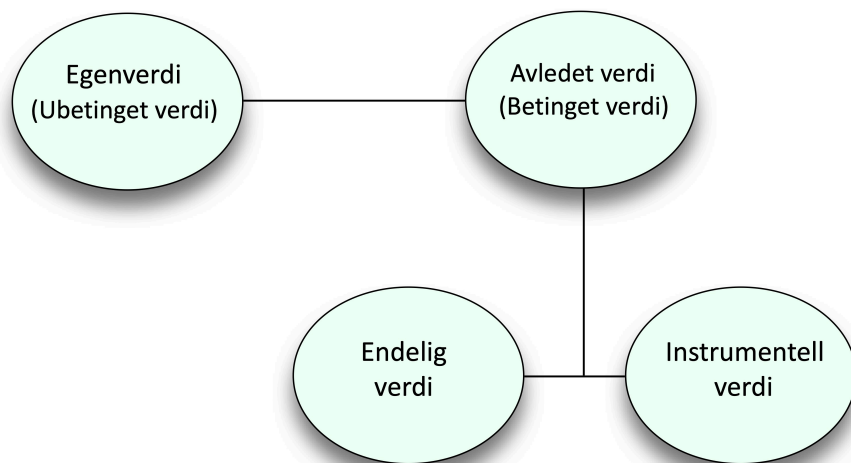 Egenverdi
(Ubetinget verdi)
Avledet verdi
(Betinget verdi)
Endelig
verdi
Instrumentell
verdi